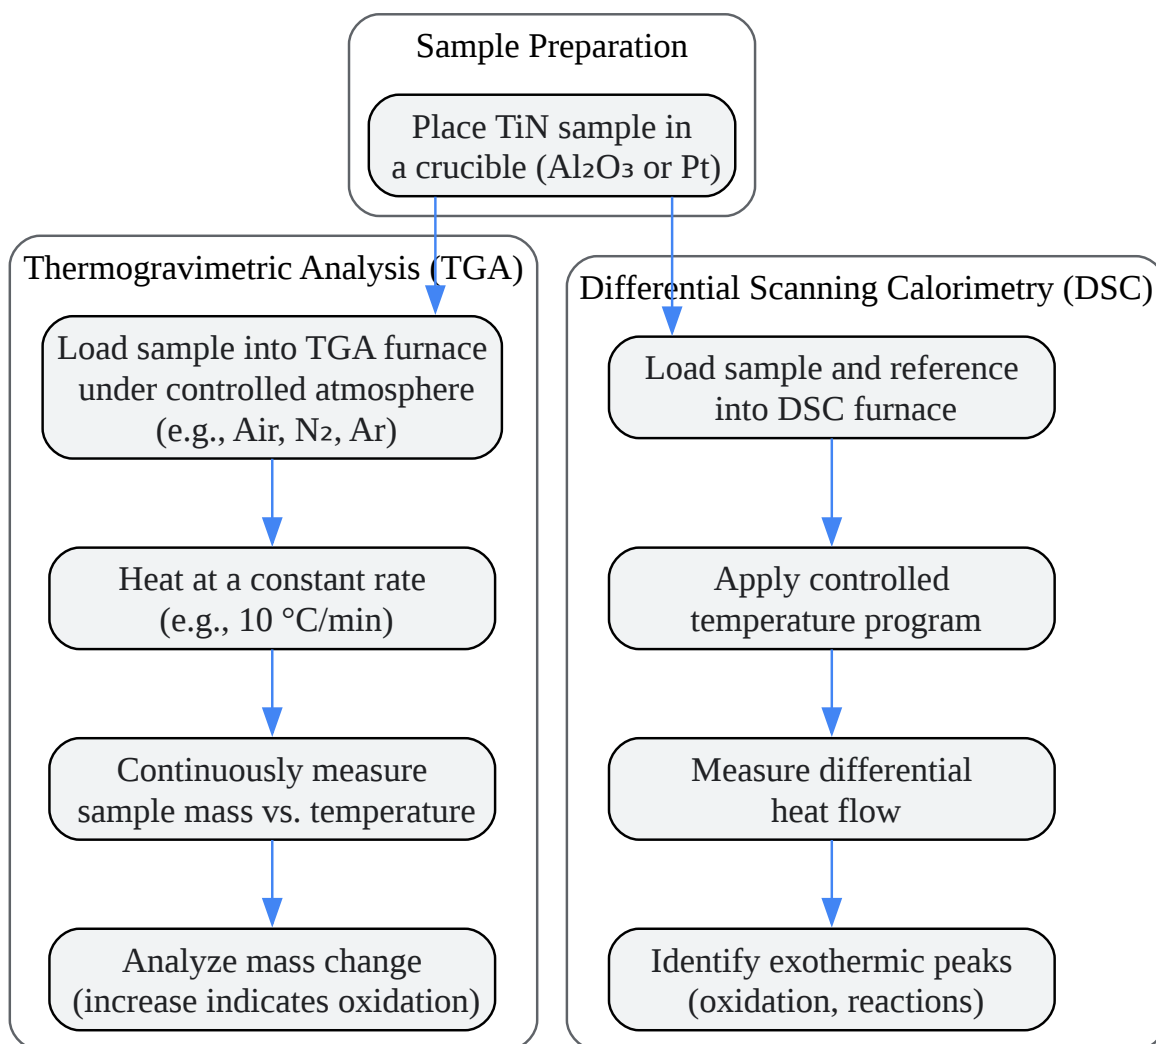 Sample Preparation
Place TiN sample in
a crucible (Al₂O₃ or Pt)
Thermogravimetric Analysis (TGA)
Load sample into TGA furnace
under controlled atmosphere
(e.g., Air, N₂, Ar)
Heat at a constant rate
(e.g., 10 °C/min)
Continuously measure
sample mass vs. temperature
Analyze mass change
(increase indicates oxidation)
Differential Scanning Calorimetry (DSC)
Load sample and reference
into DSC furnace
Apply controlled
temperature program
Measure differential
heat flow
Identify exothermic peaks
(oxidation, reactions)